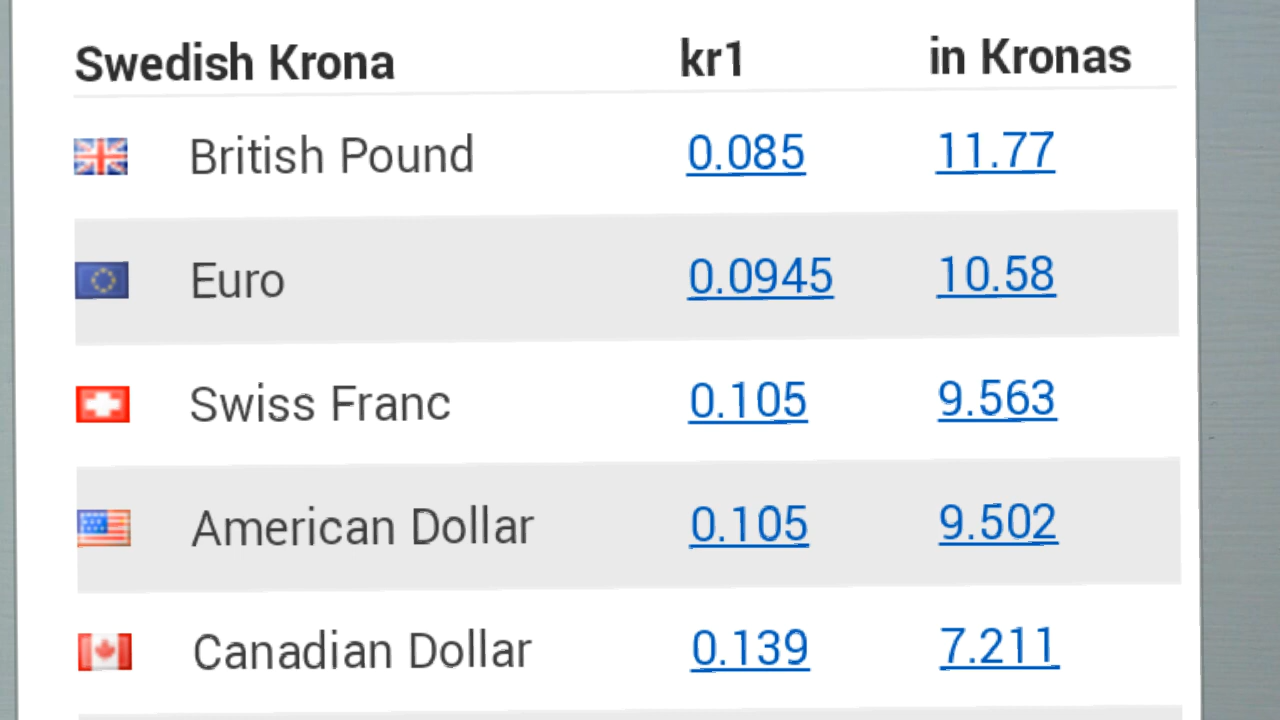 Swedish Krona kr1 in Kronas
British Pound 0.085 11.77
Euro 0.0945 10.58
Swiss Franc 0.105 9.563
American Dollar 0.105 9.502
Canadian Dollar 0.139 7.211